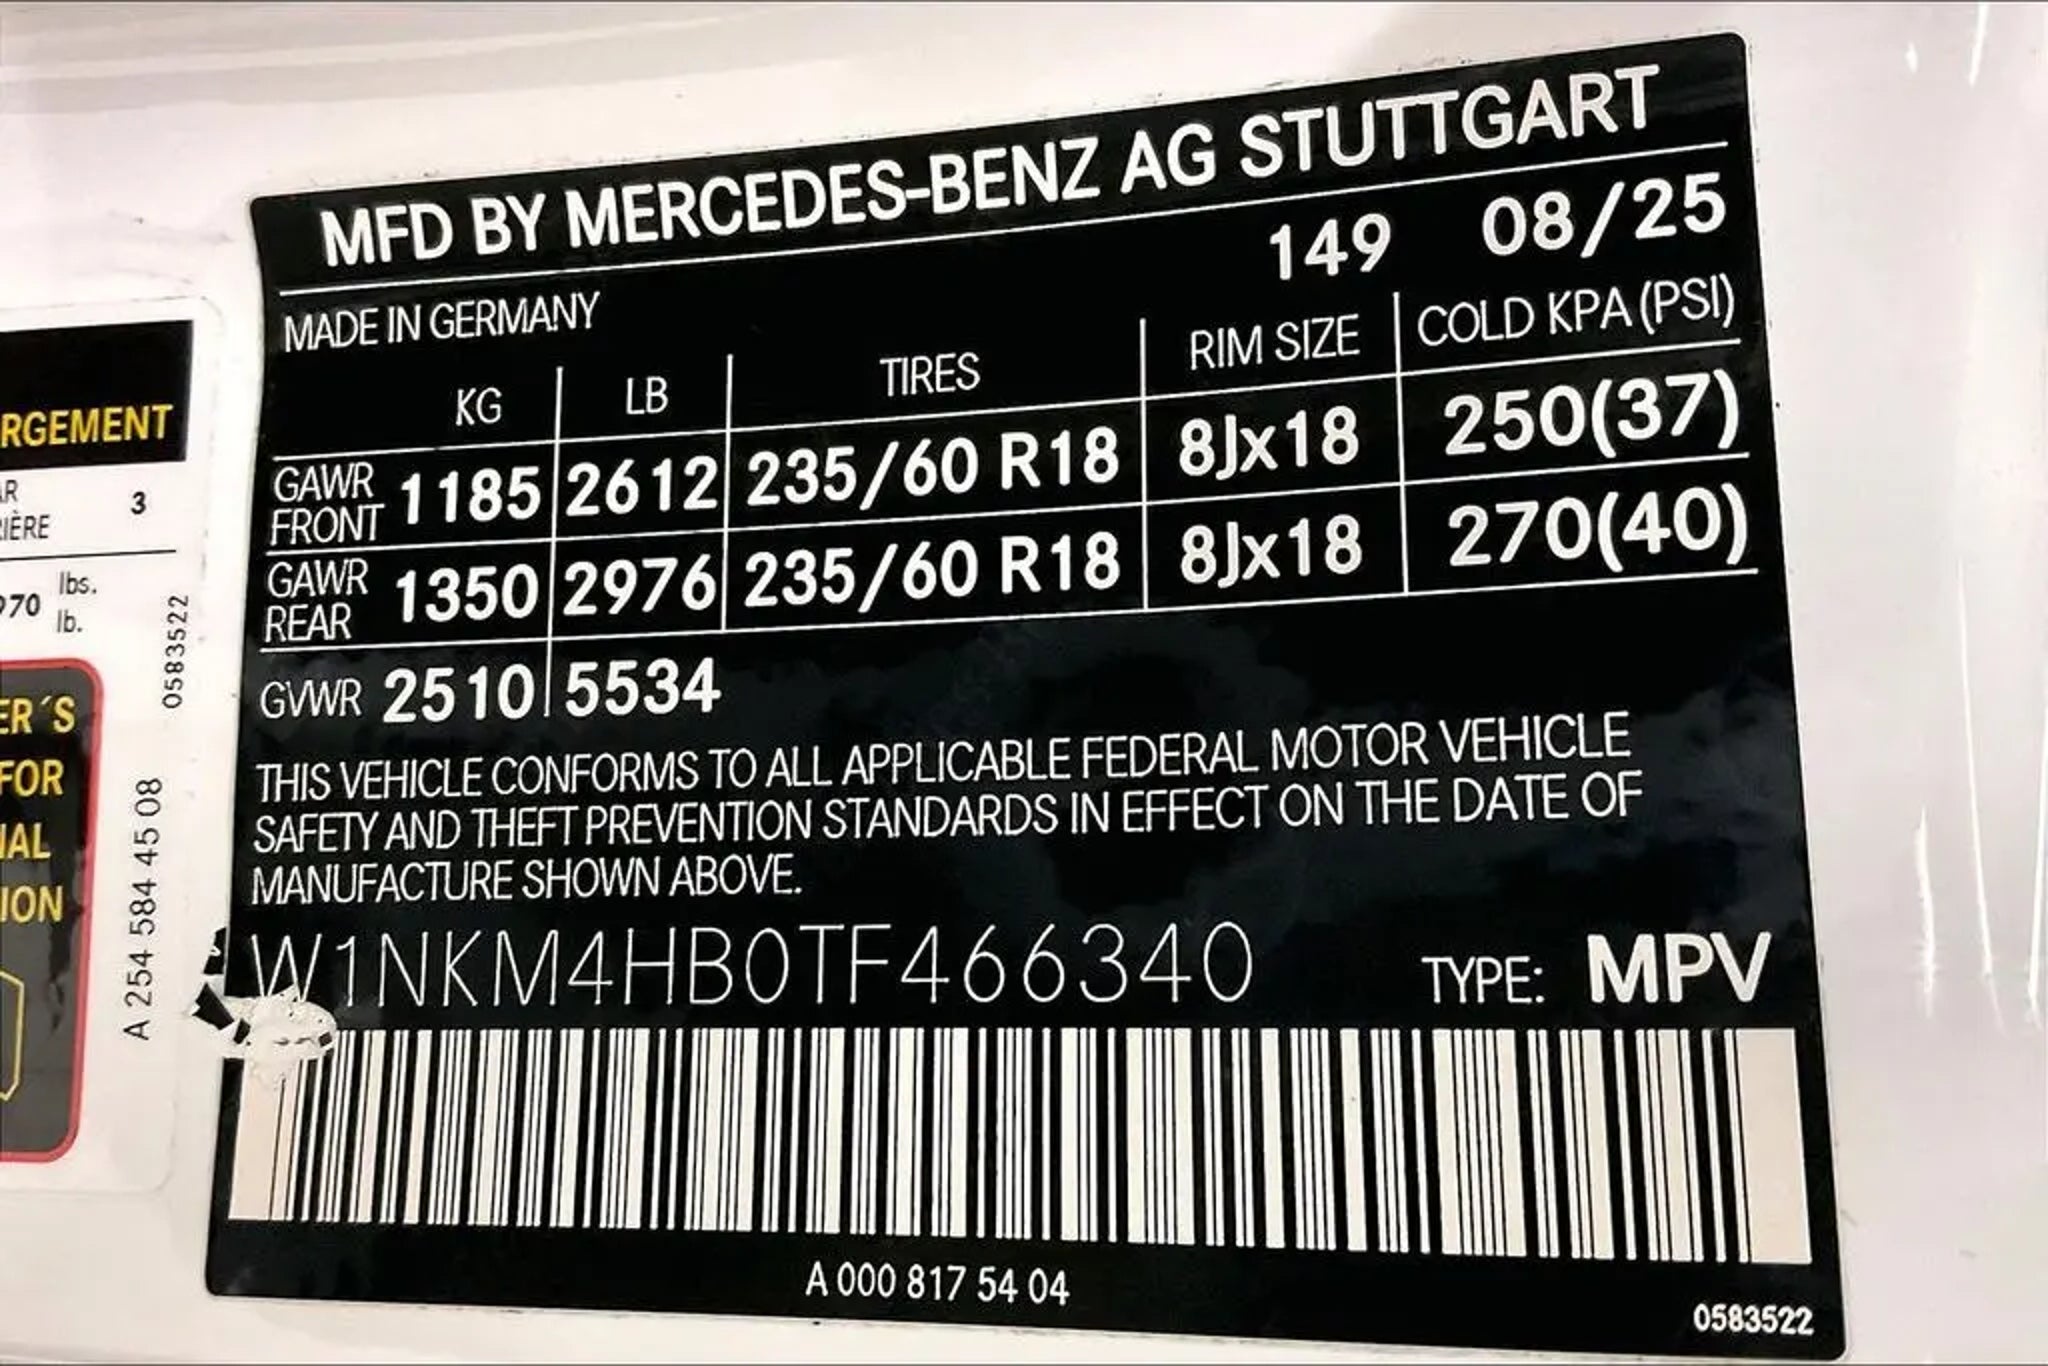 MFD BY MERCEDES-BENZ AG STUTTGART
149 08/25
MADE IN GERMANY
KG LB TIRES RIM SIZE COLD KPA (PSI)
GAWR FRONT 1185 2612 235/60 R18 8Jx18 250(37)
GAWR REAR 1350 2976 235/60 R18 8Jx18 270(40)
GVWR 2510 5534
THIS VEHICLE CONFORMS TO ALL APPLICABLE FEDERAL MOTOR VEHICLE
SAFETY AND THEFT PREVENTION STANDARDS IN EFFECT ON THE DATE OF
MANUFACTURE SHOWN ABOVE.
W1NKM4HB0TF466340 TYPE: MPV
A 000 817 54 04
0583522
RGEMENT
AR 3
IÈRE
970 lbs.
lb.
0583522
ER´S
FOR
NAL
ION
A 254 584 45 08